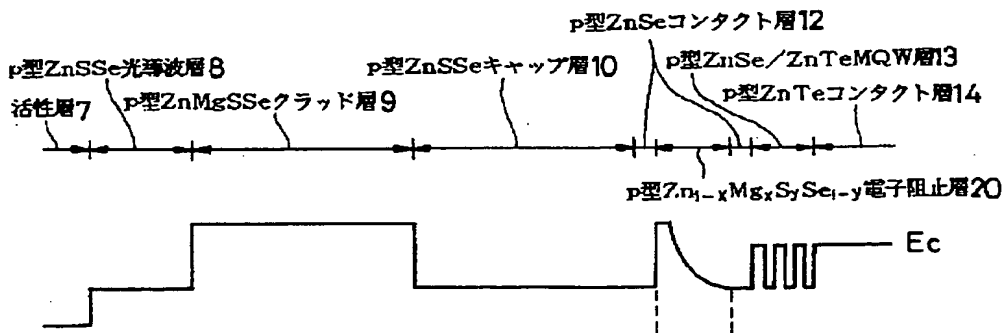 p型ZnSeコンタクト層12
p型ZnSSe光導波層8
p型ZnSSeキャップ層10
p型ZnSe/ZnTeMQW層13
活性層7
p型ZnMgSSeクラッド層9
p型ZnTeコンタクト層14
p型Zn₁₋ₓMgₓSᵧSe₁₋ᵧ電子阻止層20
Ec